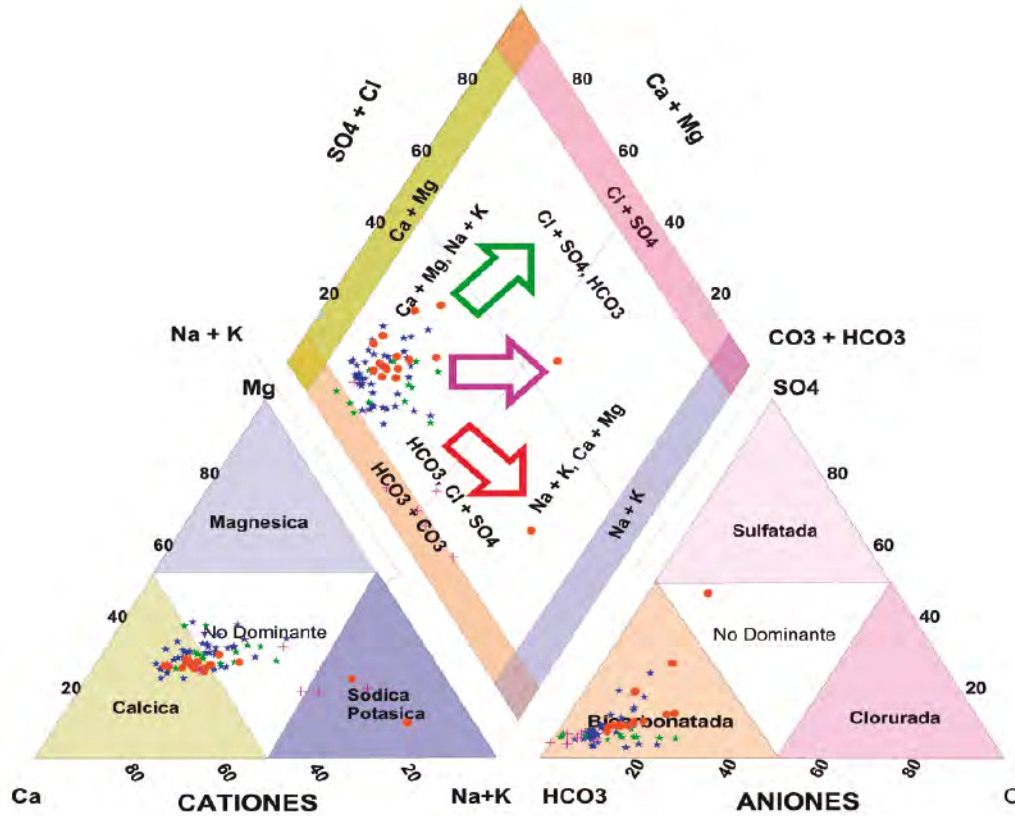 80
80
SO4 + Cl
Ca + Mg
60
60
Ca + Mg
Cl + SO4
40
40
Ca + Mg, Na + K
Cl + SO4, HCO3
20
20
Na + K
CO3 + HCO3
Mg
SO4
HCO3 + CO3
HCO3, Cl + SO4
Na + K, Ca + Mg
Na + K
80
80
Magnesica
Sulfatada
60
60
40
No Dominante
No Dominante
40
20
Calcica
Sodica
Potasica
Bicarbonatada
Clorurada
20
80
60
40
20
20
40
60
80
Ca
CATIONES
Na+K
HCO3
ANIONES